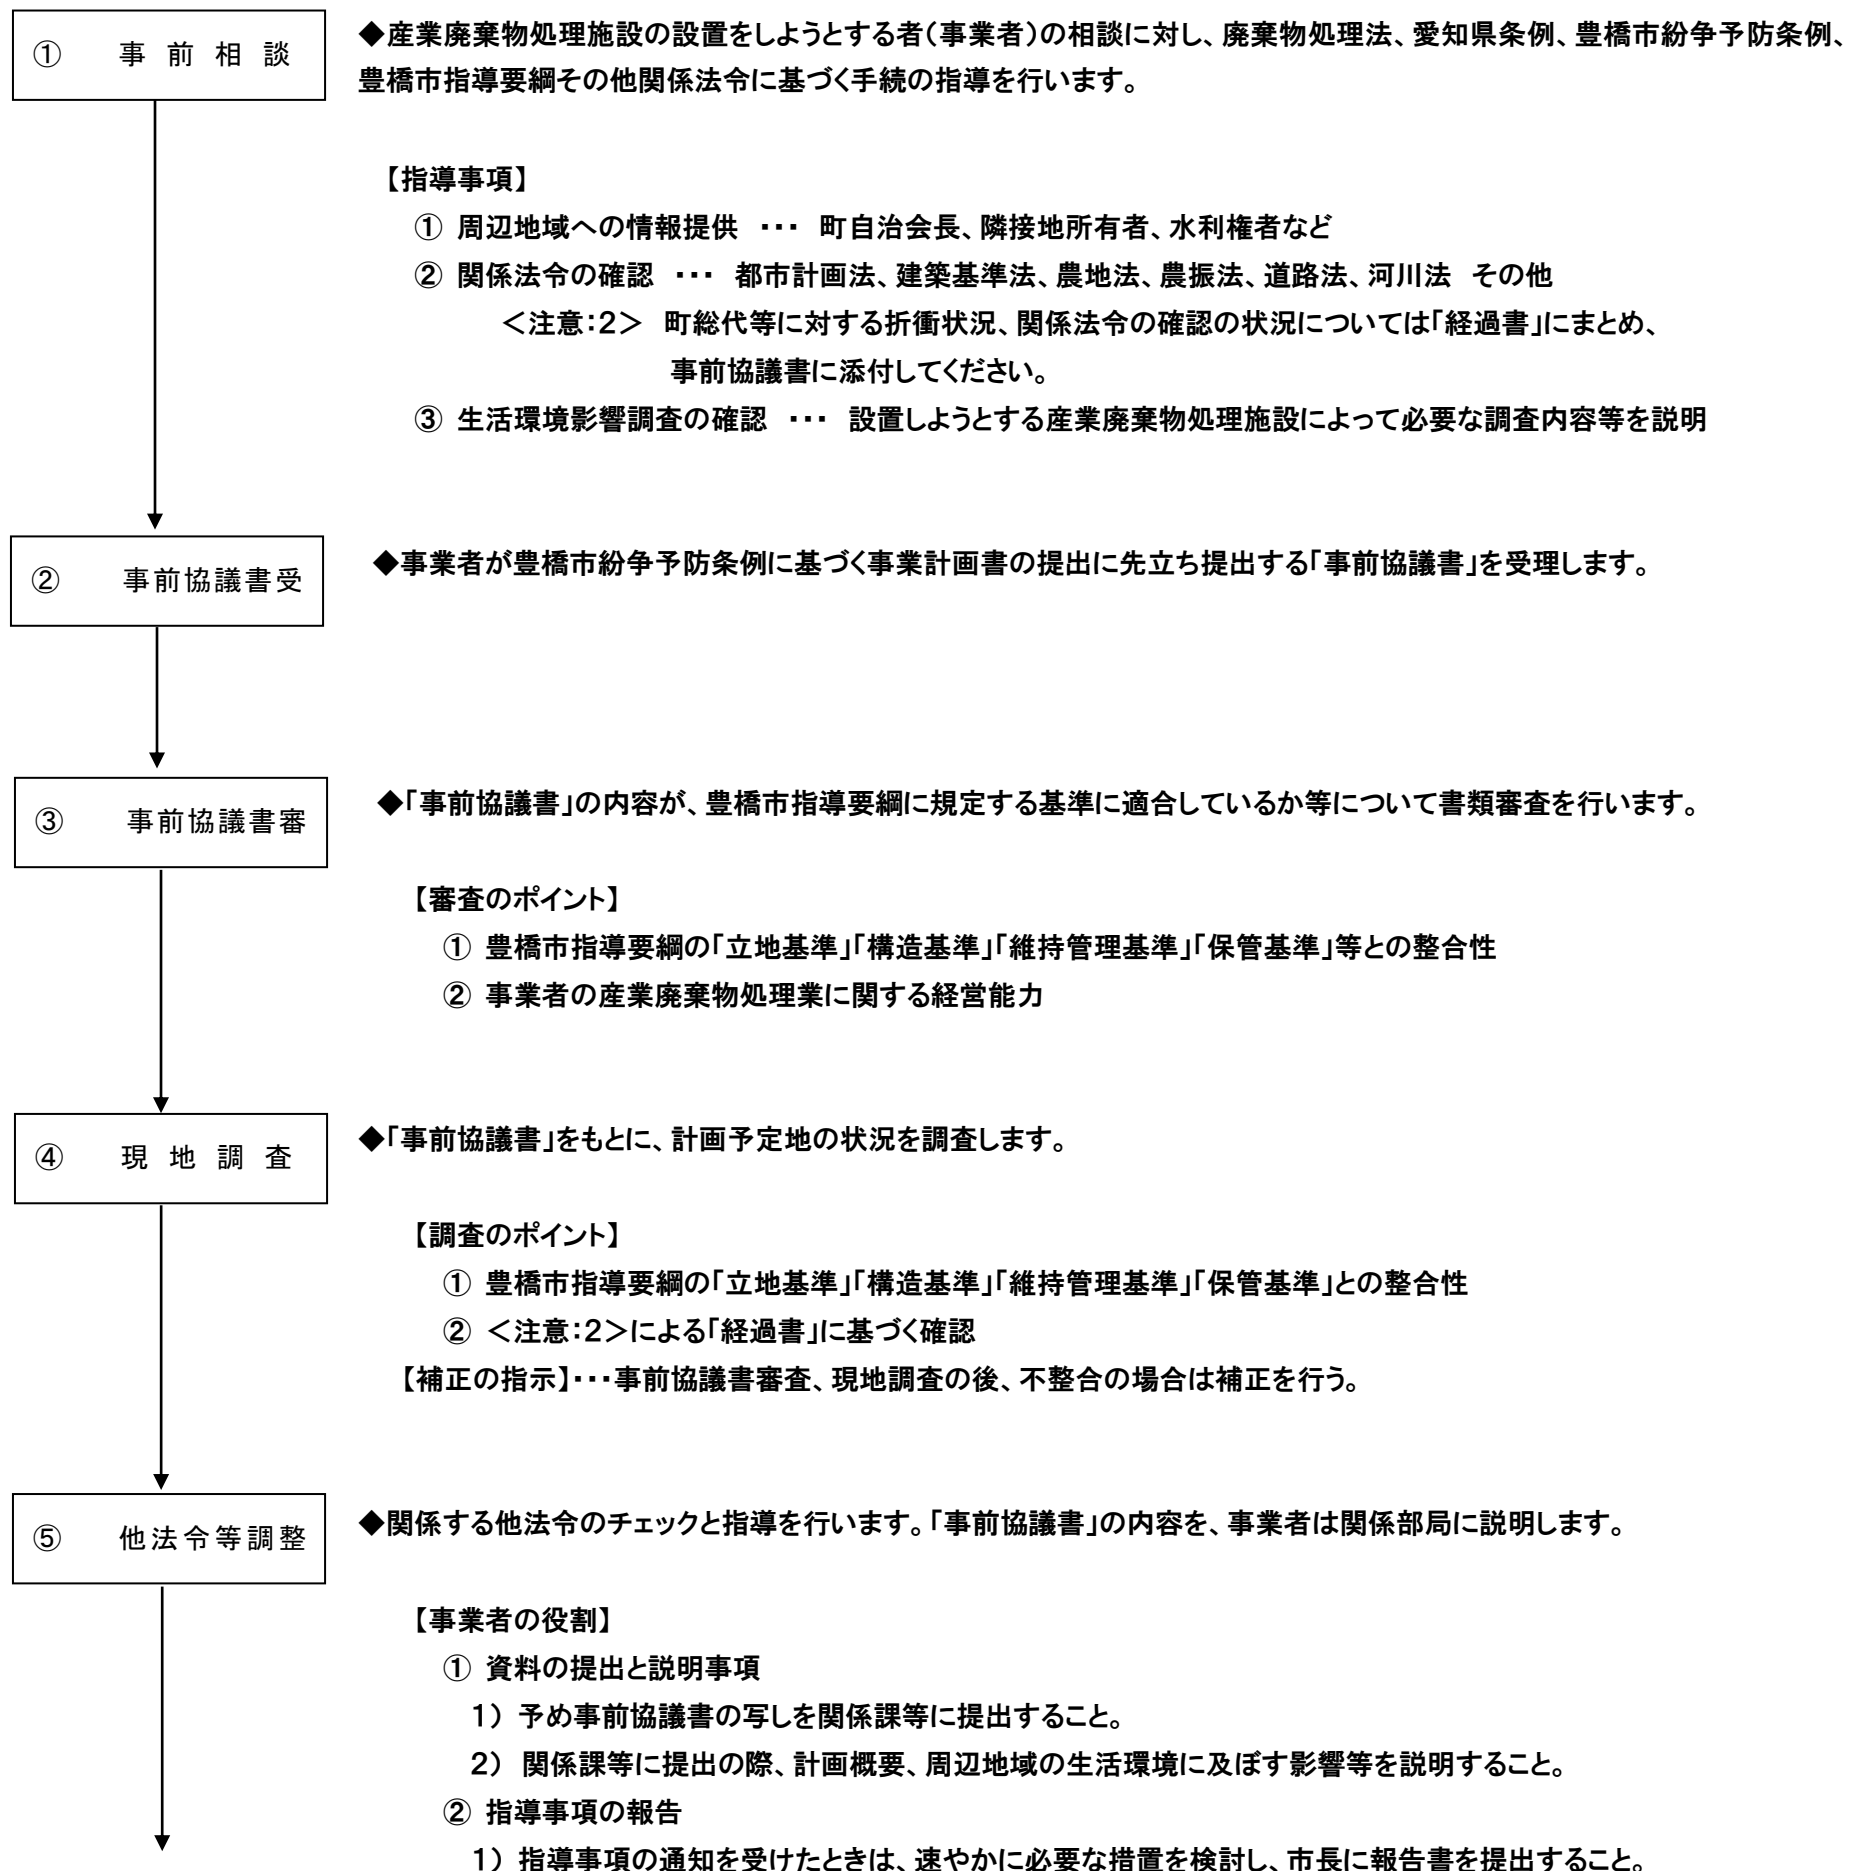 ① 事前相談
◆産業廃棄物処理施設の設置をしようとする者（事業者）の相談に対し、廃棄物処理法、愛知県条例、豊橋市紛争予防条例、
豊橋市指導要綱その他関係法令に基づく手続の指導を行います。
【指導事項】
① 周辺地域への情報提供 ・・・ 町自治会長、隣接地所有者、水利権者など
② 関係法令の確認 ・・・ 都市計画法、建築基準法、農地法、農振法、道路法、河川法 その他
＜注意：２＞ 町総代等に対する折衝状況、関係法令の確認の状況については「経過書」にまとめ、
事前協議書に添付してください。
③ 生活環境影響調査の確認 ・・・ 設置しようとする産業廃棄物処理施設によって必要な調査内容等を説明
② 事前協議書受
◆事業者が豊橋市紛争予防条例に基づく事業計画書の提出に先立ち提出する「事前協議書」を受理します。
③ 事前協議書審
◆「事前協議書」の内容が、豊橋市指導要綱に規定する基準に適合しているか等について書類審査を行います。
【審査のポイント】
① 豊橋市指導要綱の「立地基準」「構造基準」「維持管理基準」「保管基準」等との整合性
② 事業者の産業廃棄物処理業に関する経営能力
④ 現地調査
◆「事前協議書」をもとに、計画予定地の状況を調査します。
【調査のポイント】
① 豊橋市指導要綱の「立地基準」「構造基準」「維持管理基準」「保管基準」との整合性
② ＜注意：２＞による「経過書」に基づく確認
【補正の指示】・・・事前協議書審査、現地調査の後、不整合の場合は補正を行う。
⑤ 他法令等調整
◆関係する他法令のチェックと指導を行います。「事前協議書」の内容を、事業者は関係部局に説明します。
【事業者の役割】
① 資料の提出と説明事項
１） 予め事前協議書の写しを関係課等に提出すること。
２） 関係課等に提出の際、計画概要、周辺地域の生活環境に及ぼす影響等を説明すること。
② 指導事項の報告
１） 指導事項の通知を受けたときは、速やかに必要な措置を検討し、市長に報告書を提出すること。